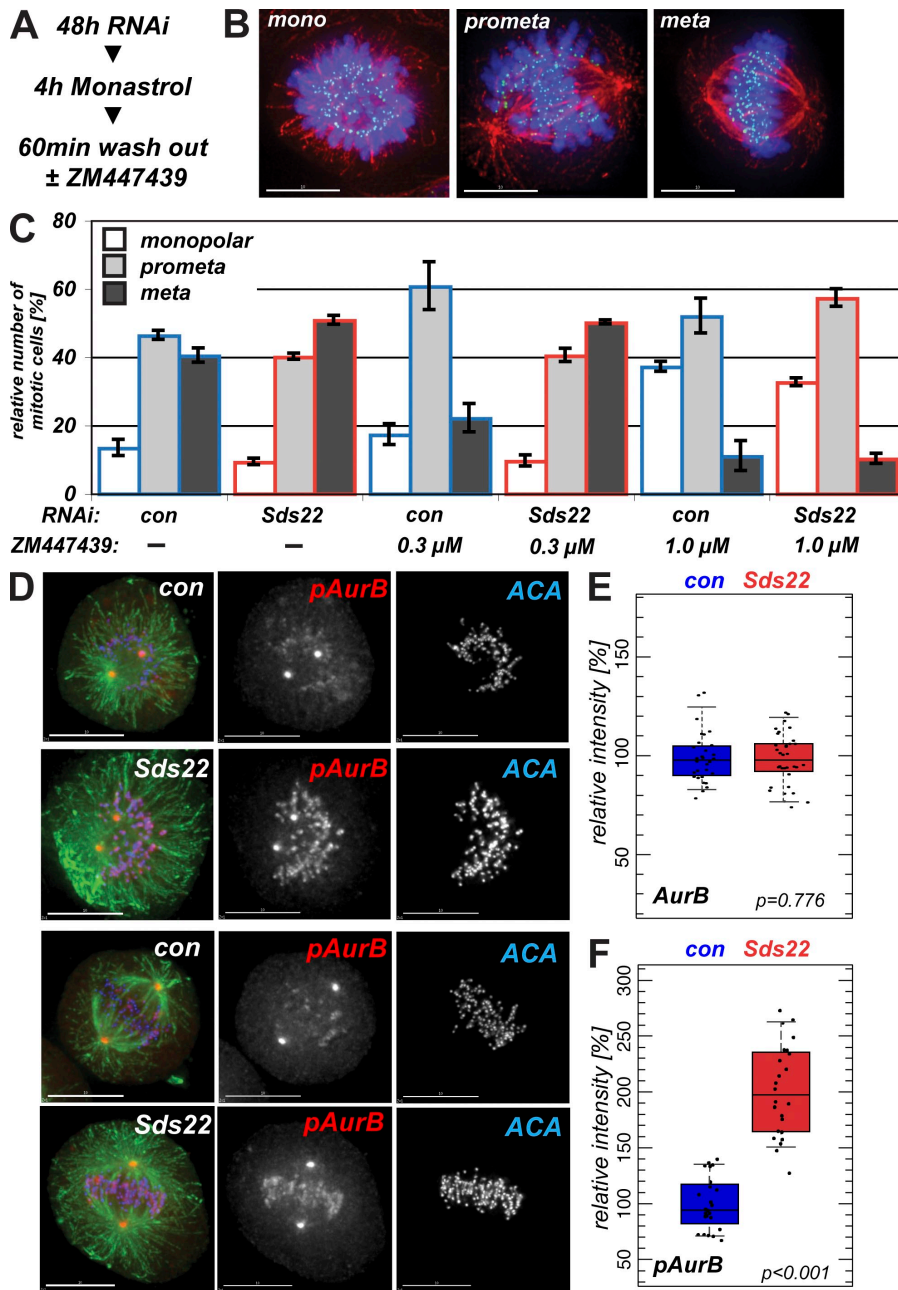 A
48h RNAi
4h Monastrol
60min wash out
± ZM447439
B
mono
prometa
meta
C
relative number of
mitotic cells [%]
80
60
40
20
0
monopolar
prometa
meta
RNAi: con Sds22 con Sds22 con Sds22
ZM447439: – – 0.3 µM 0.3 µM 1.0 µM 1.0 µM
D
con
pAurB
ACA
Sds22
pAurB
ACA
con
pAurB
ACA
Sds22
pAurB
ACA
E
con Sds22
relative intensity [%]
150
100
50
AurB
p=0.776
F
con Sds22
relative intensity [%]
300
250
200
150
100
50
pAurB
p<0.001